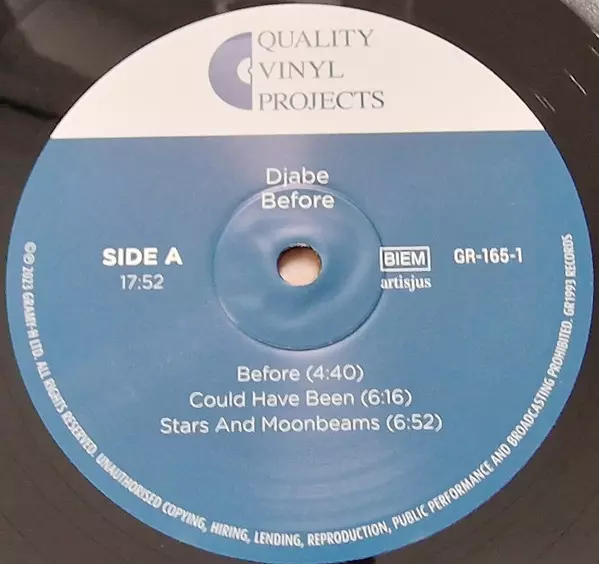 QUALITY
VINYL
PROJECTS
Djabe
Before
SIDE A
17:52
BIEM
artisjus
GR-165-1
Before (4:40)
Could Have Been (6:16)
Stars And Moonbeams (6:52)
℗© 2023 GRAMY-H LTD. ALL RIGHTS RESERVED. UNAUTHORISED COPYING, HIRING, LENDING, REPRODUCTION, PUBLIC PERFORMANCE AND BROADCASTING PROHIBITED. GR1993 RECORDS